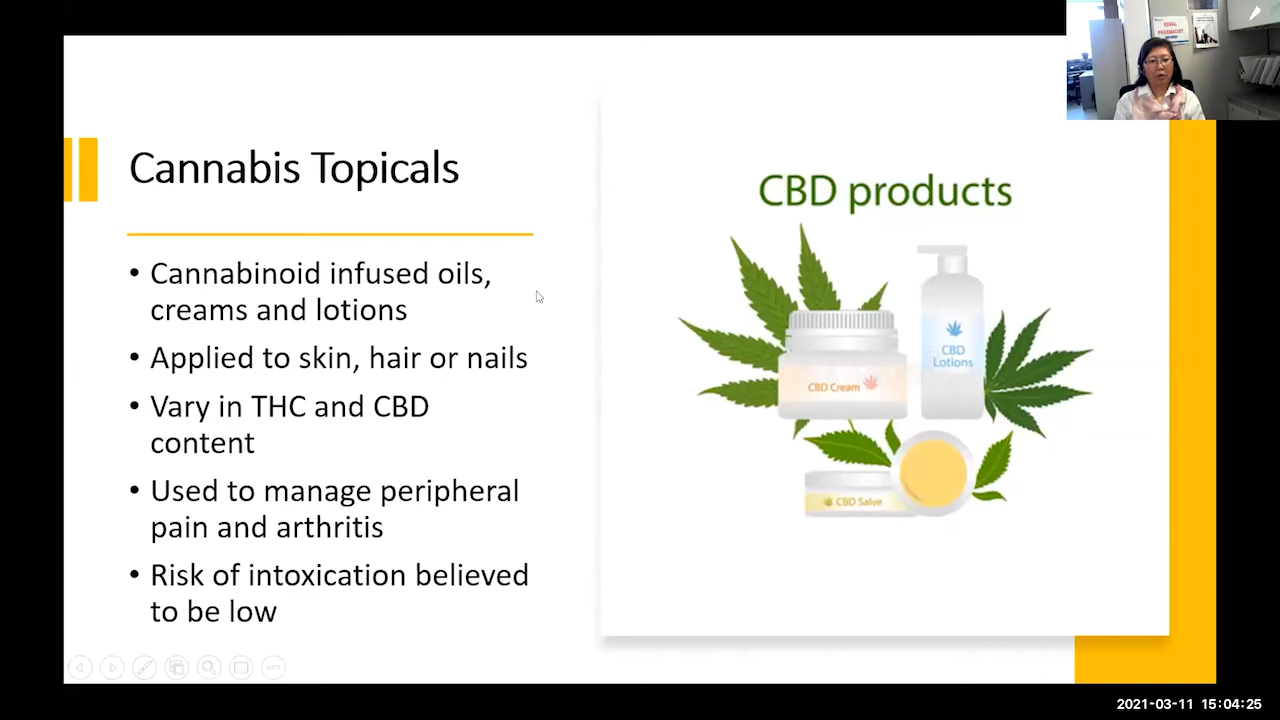 RENAL
PHARMACIST
Cannabis Topicals
• Cannabinoid infused oils,
creams and lotions
• Applied to skin, hair or nails
• Vary in THC and CBD
content
• Used to manage peripheral
pain and arthritis
• Risk of intoxication believed
to be low
CBD products
CBD Cream
CBD
Lotions
CBD Salve
2021-03-11 15:04:25